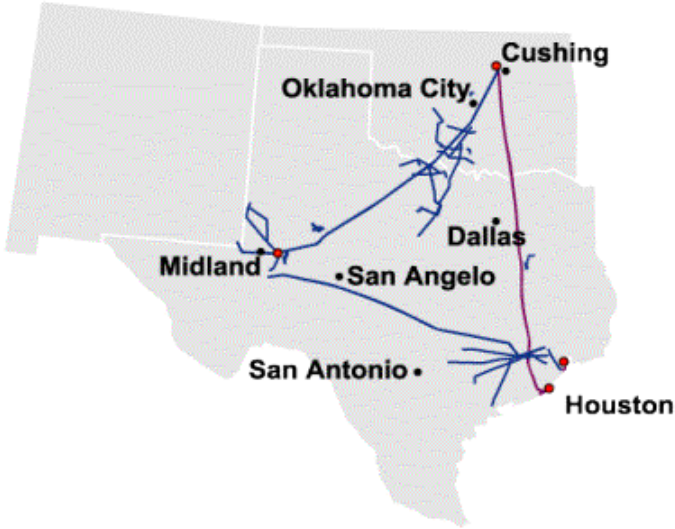 Cushing
Oklahoma City
Dallas
Midland
San Angelo
San Antonio
Houston